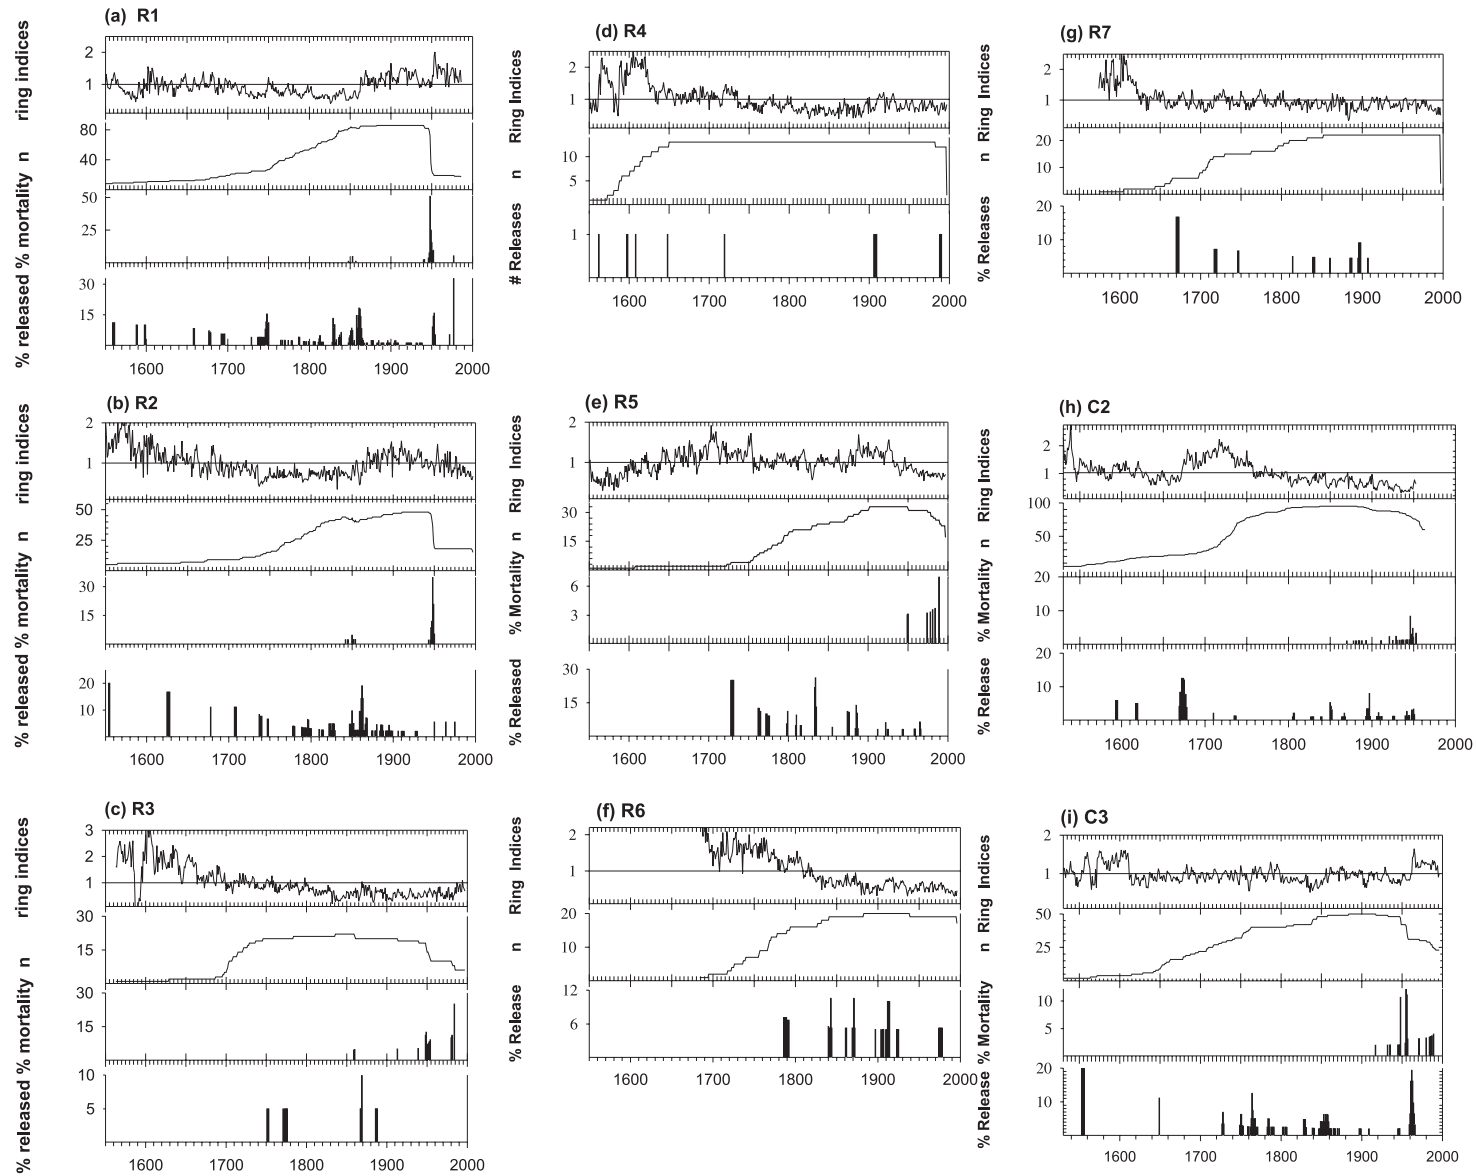 (a) R1
ring indices
2
1
n
80
40
% mortality
50
25
% released
30
15
1600 1700 1800 1900 2000
(b) R2
ring indices
2
1
n
50
25
% mortality
30
15
% released
20
10
1600 1700 1800 1900 2000
(c) R3
ring indices
3
2
1
n
30
15
% mortality
30
15
% released
10
5
1600 1700 1800 1900 2000
(d) R4
Ring Indices
2
1
n
10
5
# Releases
1
1600 1700 1800 1900 2000
(e) R5
Ring Indices
2
1
n
30
15
% Mortality
6
3
% Released
30
15
1600 1700 1800 1900 2000
(f) R6
Ring Indices
2
1
n
20
10
% Release
12
6
1600 1700 1800 1900 2000
(g) R7
Ring Indices
2
1
n
20
10
% Releases
20
10
1600 1700 1800 1900 2000
(h) C2
Ring Indices
2
1
n
100
50
% Mortality
20
10
% Release
20
10
1600 1700 1800 1900 2000
(i) C3
Ring Indices
2
1
n
50
25
% Mortality
10
5
% Release
20
10
1600 1700 1800 1900 2000